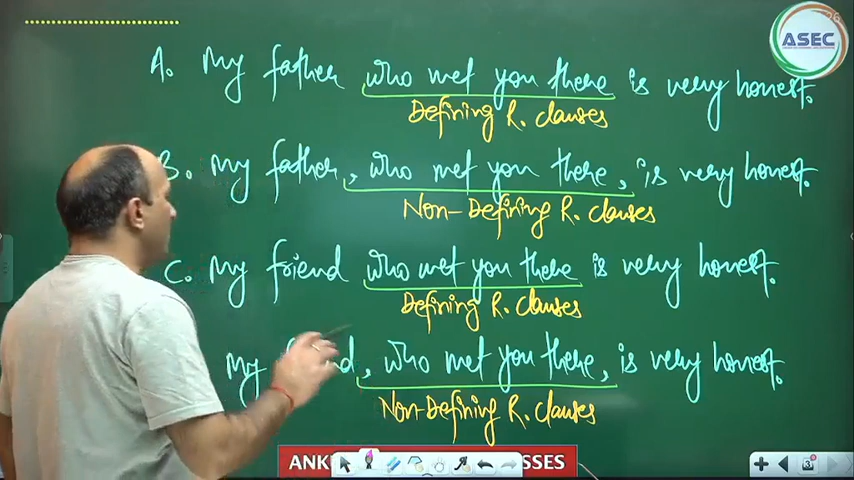 ASEC
A. My father who met you there is very honest.
Defining R. clauses
B. My father, who met you there, is very honest.
Non-Defining R. clauses
C. My friend who met you there is very honest.
Defining R. clauses
My friend, who met you there, is very honest.
Non-Defining R. clauses
3